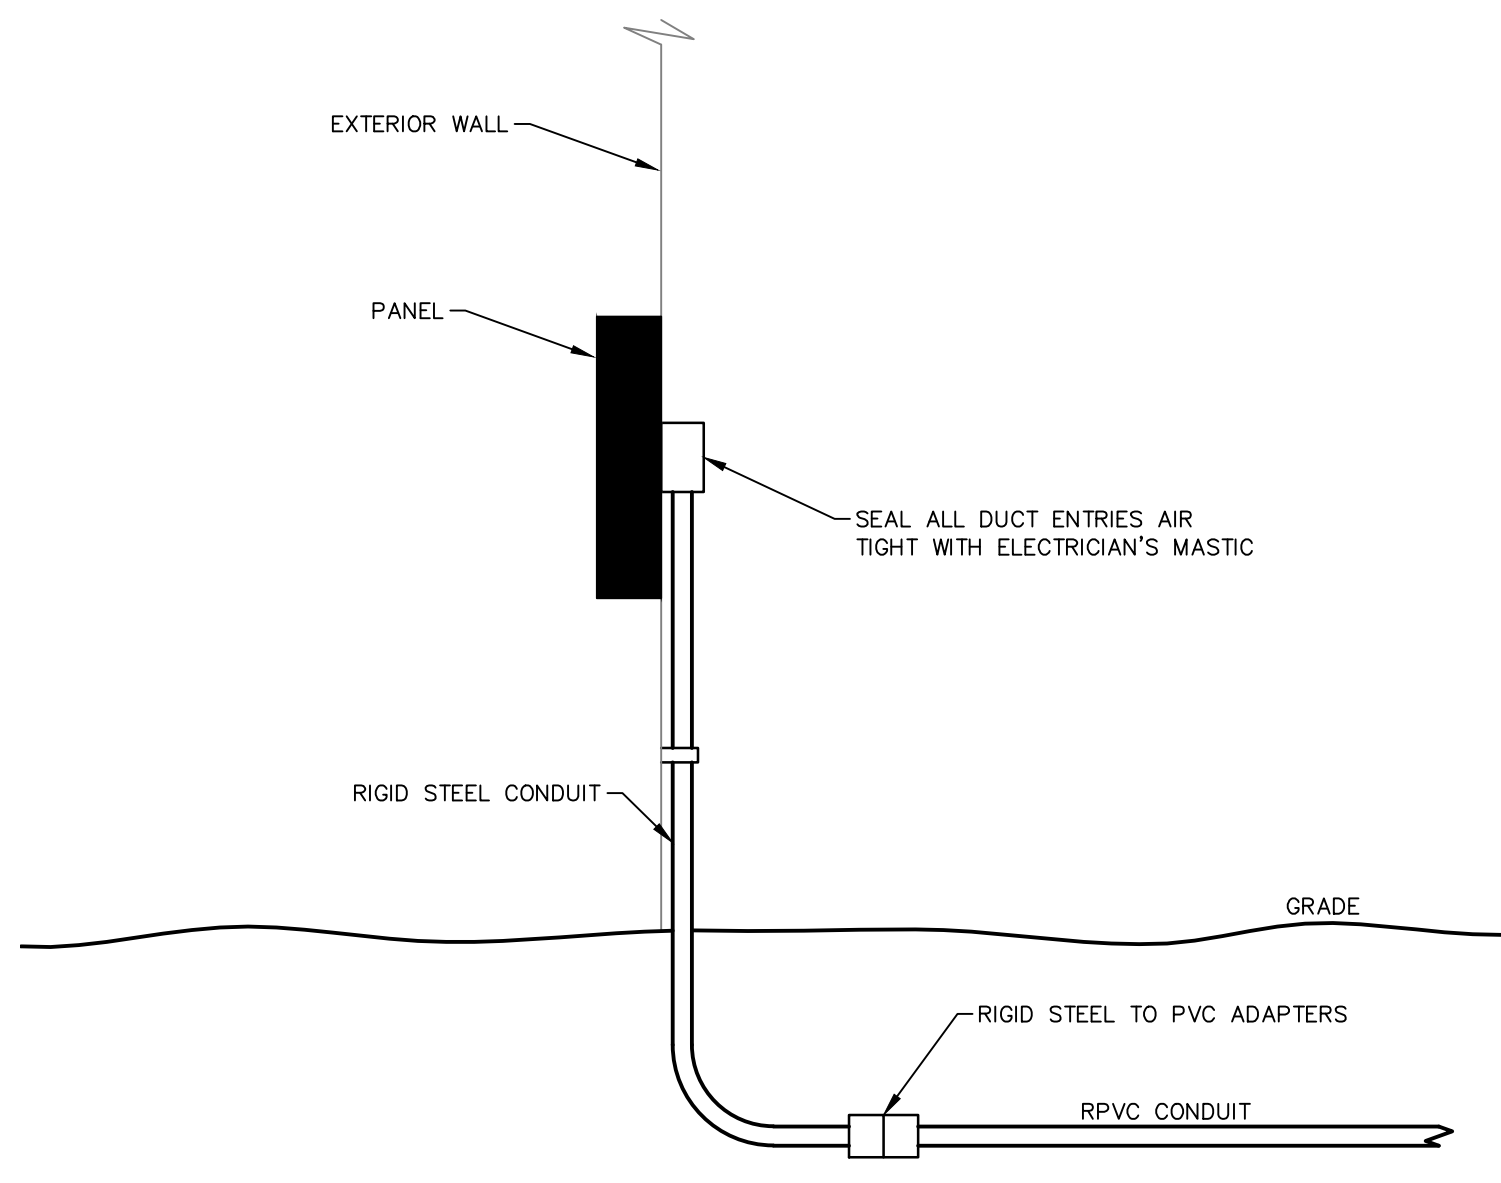 EXTERIOR WALL
PANEL
SEAL ALL DUCT ENTRIES AIR
TIGHT WITH ELECTRICIAN'S MASTIC
RIGID STEEL CONDUIT
GRADE
RIGID STEEL TO PVC ADAPTERS
RPVC CONDUIT